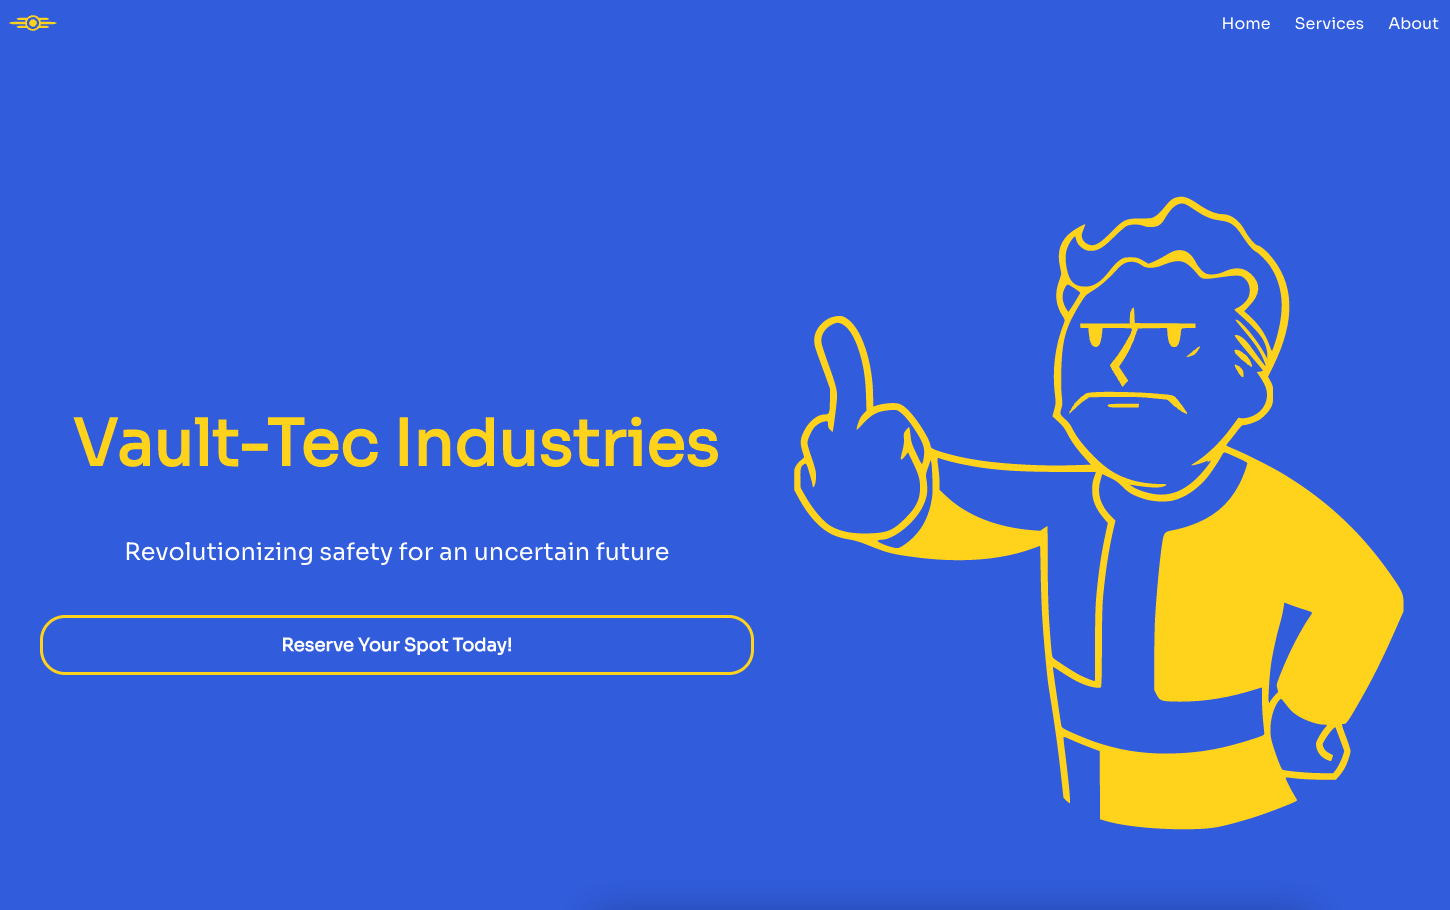 Home Services About
Vault-Tec Industries
Revolutionizing safety for an uncertain future
Reserve Your Spot Today!